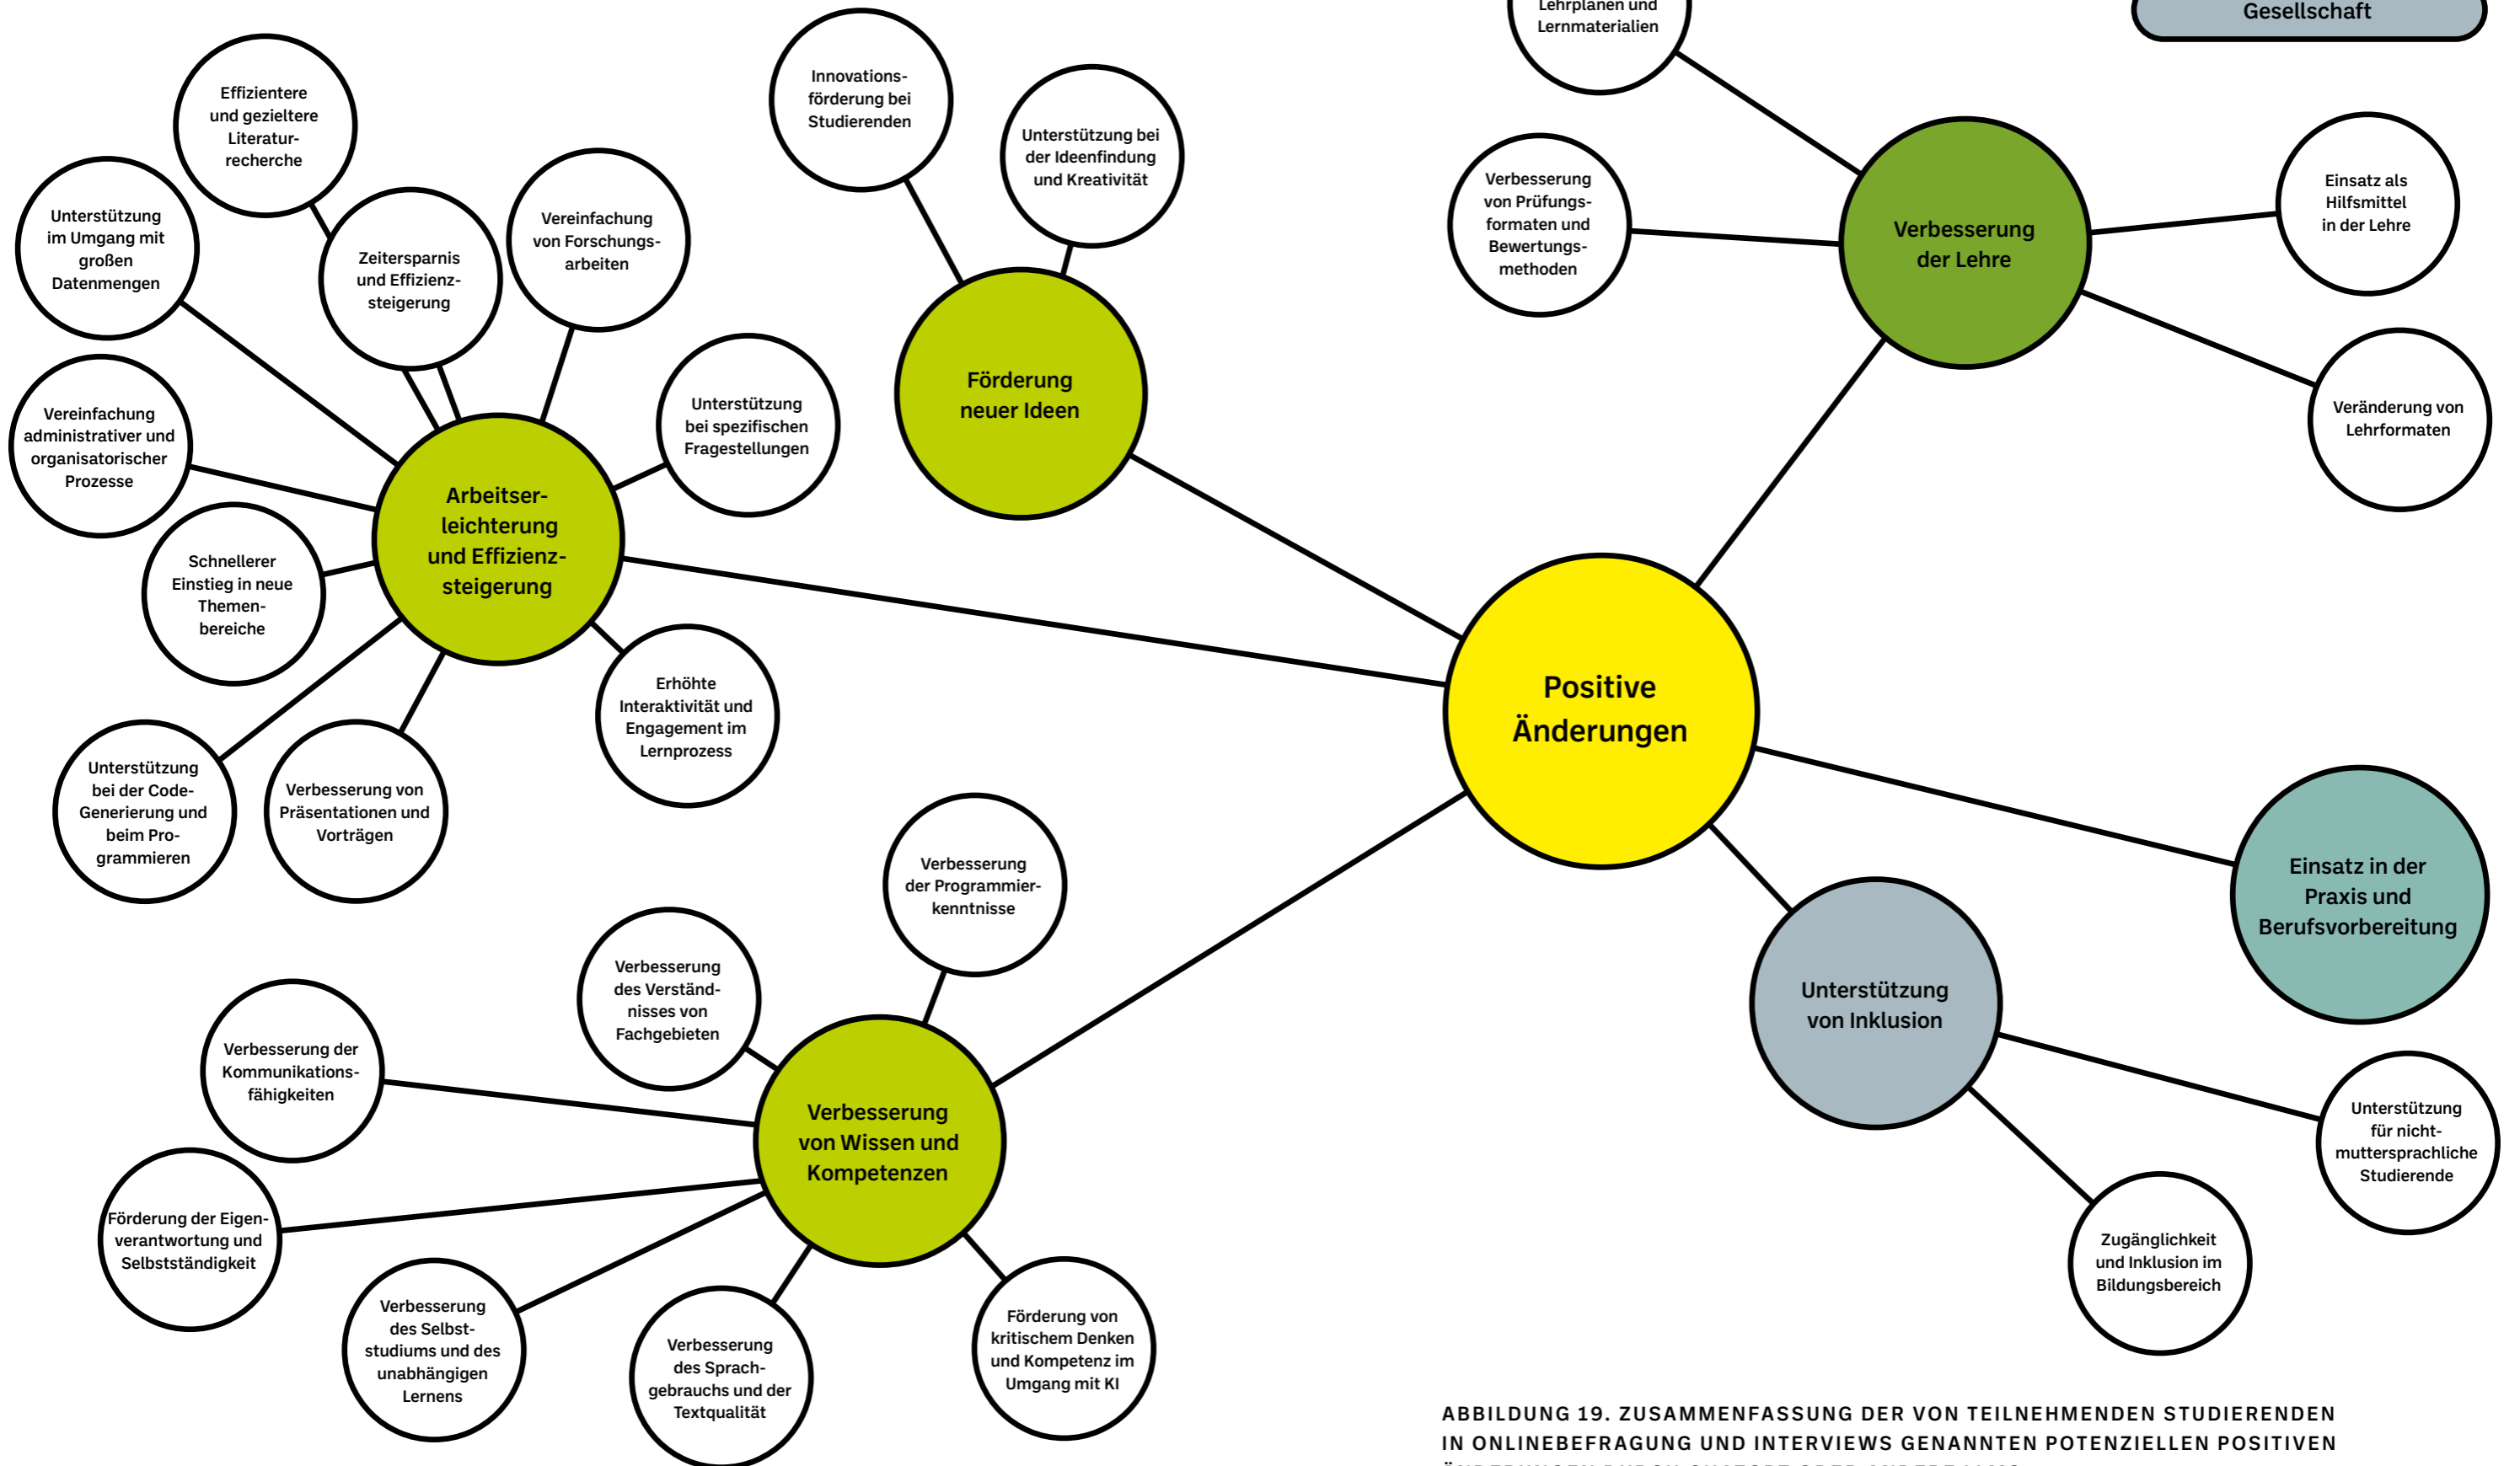 Lehrplänen und
Lernmaterialien
Gesellschaft
Effizientere
und gezieltere
Literatur-
recherche
Innovations-
förderung bei
Studierenden
Unterstützung bei
der Ideenfindung
und Kreativität
Unterstützung
im Umgang mit
großen
Datenmengen
Zeitersparnis
und Effizienz-
steigerung
Vereinfachung
von Forschungs-
arbeiten
Verbesserung
von Prüfungs-
formaten und
Bewertungs-
methoden
Verbesserung
der Lehre
Einsatz als
Hilfsmittel
in der Lehre
Vereinfachung
administrativer und
organisatorischer
Prozesse
Unterstützung
bei spezifischen
Fragestellungen
Förderung
neuer Ideen
Veränderung von
Lehrformaten
Arbeitser-
leichterung
und Effizienz-
steigerung
Schnellerer
Einstieg in neue
Themen-
bereiche
Erhöhte
Interaktivität und
Engagement im
Lernprozess
Positive
Änderungen
Unterstützung
bei der Code-
Generierung und
beim Pro-
grammieren
Verbesserung von
Präsentationen und
Vorträgen
Verbesserung
der Programmier-
kenntnisse
Einsatz in der
Praxis und
Berufsvorbereitung
Verbesserung
des Verständ-
nisses von
Fachgebieten
Unterstützung
von Inklusion
Verbesserung der
Kommunikations-
fähigkeiten
Verbesserung
von Wissen und
Kompetenzen
Unterstützung
für nicht-
muttersprachliche
Studierende
Förderung der Eigen-
verantwortung und
Selbstständigkeit
Zugänglichkeit
und Inklusion im
Bildungsbereich
Verbesserung
des Selbst-
studiums und des
unabhängigen
Lernens
Verbesserung
des Sprach-
gebrauchs und der
Textqualität
Förderung von
kritischem Denken
und Kompetenz im
Umgang mit KI
ABBILDUNG 19. ZUSAMMENFASSUNG DER VON TEILNEHMENDEN STUDIERENDEN
IN ONLINEBEFRAGUNG UND INTERVIEWS GENANNTEN POTENZIELLEN POSITIVEN